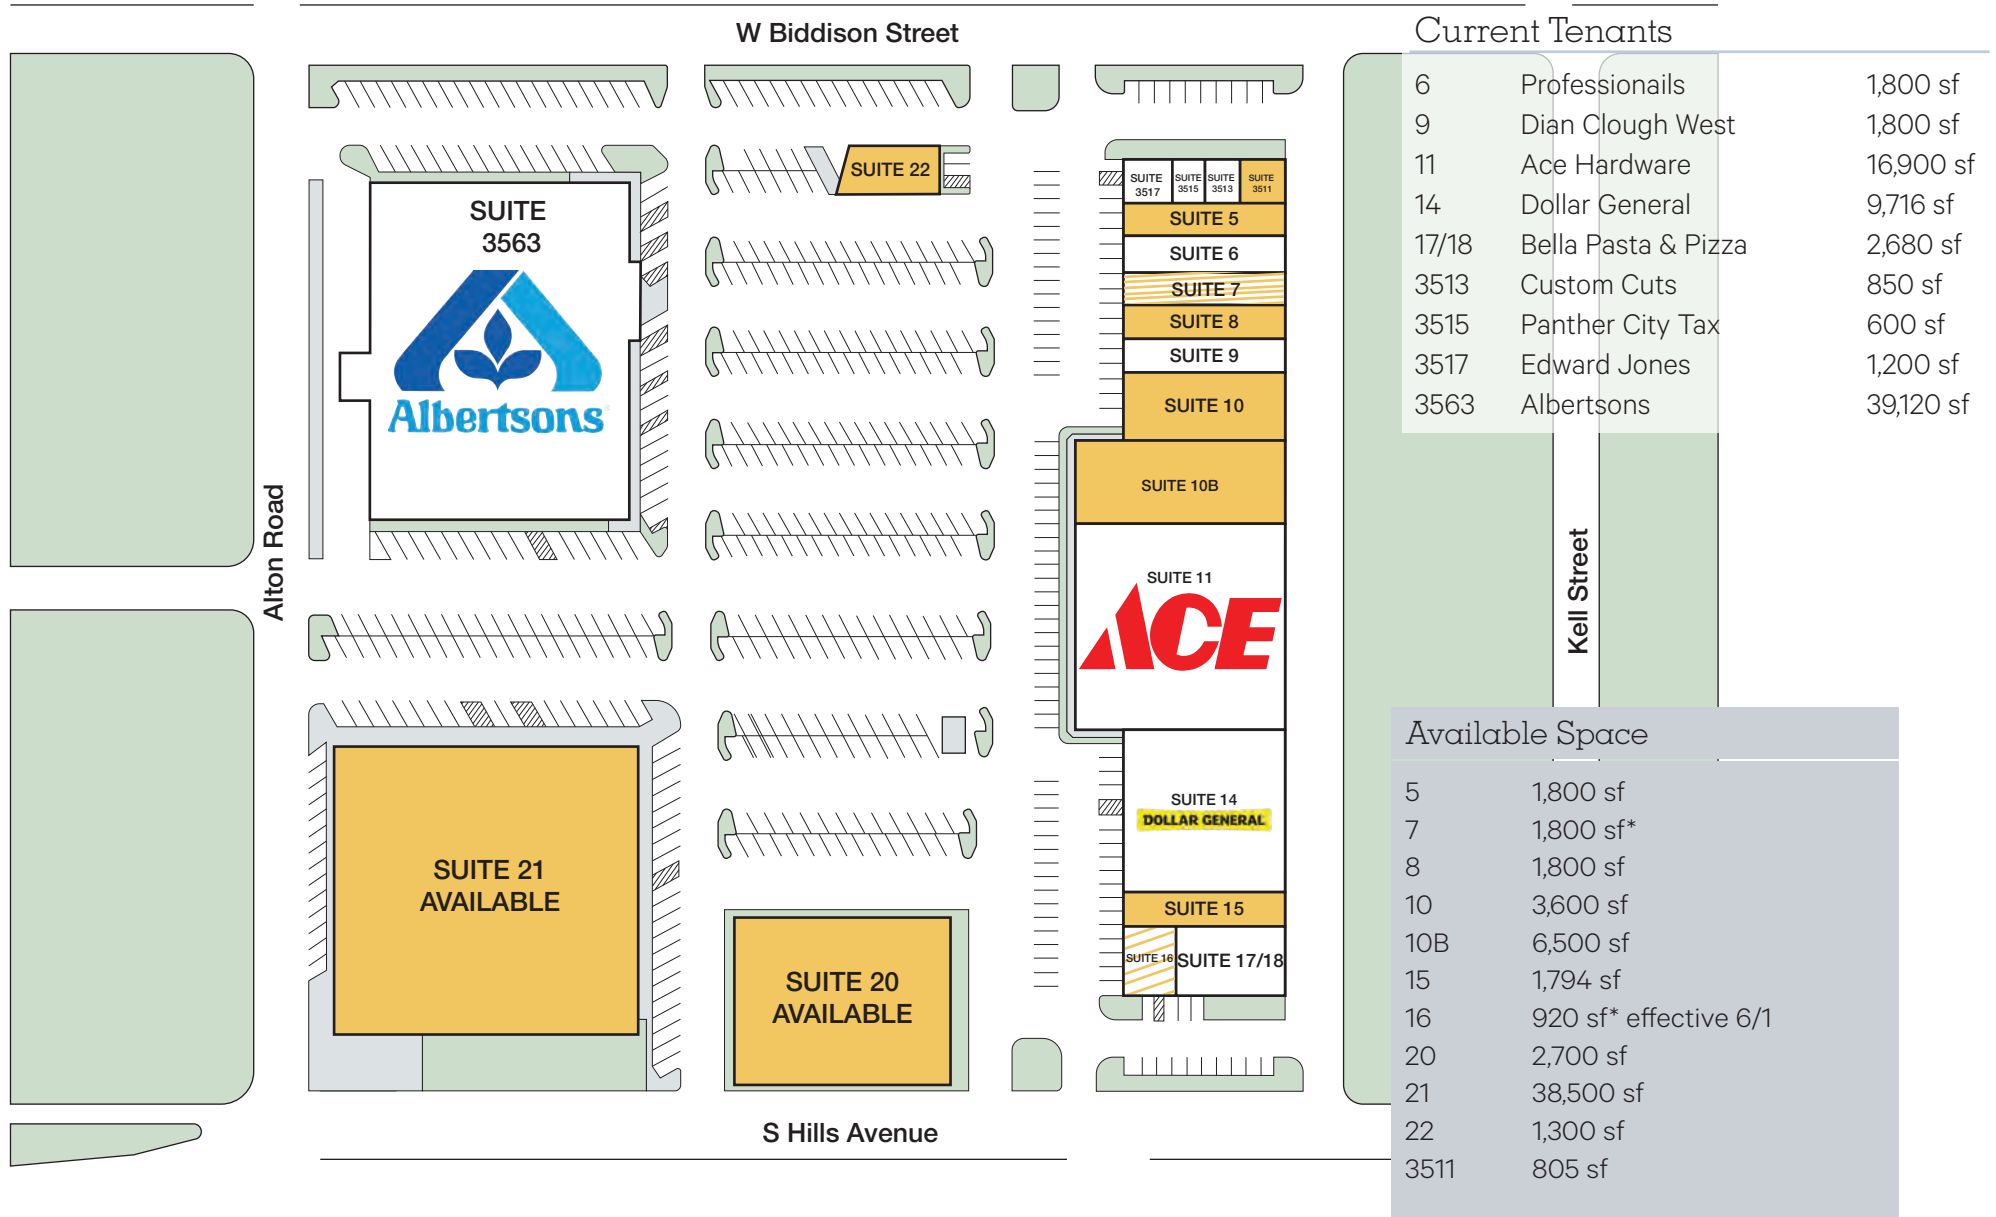 W Biddison Street
Current Tenants
6 Professionails 1,800 sf
9 Dian Clough West 1,800 sf
11 Ace Hardware 16,900 sf
14 Dollar General 9,716 sf
17/18 Bella Pasta & Pizza 2,680 sf
3513 Custom Cuts 850 sf
3515 Panther City Tax 600 sf
3517 Edward Jones 1,200 sf
3563 Albertsons 39,120 sf
SUITE
3563
Albertsons
SUITE 22
SUITE
3517
SUITE
3515
SUITE
3513
SUITE
3511
SUITE 5
SUITE 6
SUITE 7
SUITE 8
SUITE 9
SUITE 10
SUITE 10B
SUITE 11
ACE
SUITE 14
DOLLAR GENERAL
SUITE 15
SUITE 16
SUITE 17/18
Alton Road
Kell Street
SUITE 21
AVAILABLE
SUITE 20
AVAILABLE
S Hills Avenue
Available Space
5 1,800 sf
7 1,800 sf*
8 1,800 sf
10 3,600 sf
10B 6,500 sf
15 1,794 sf
16 920 sf* effective 6/1
20 2,700 sf
21 38,500 sf
22 1,300 sf
3511 805 sf